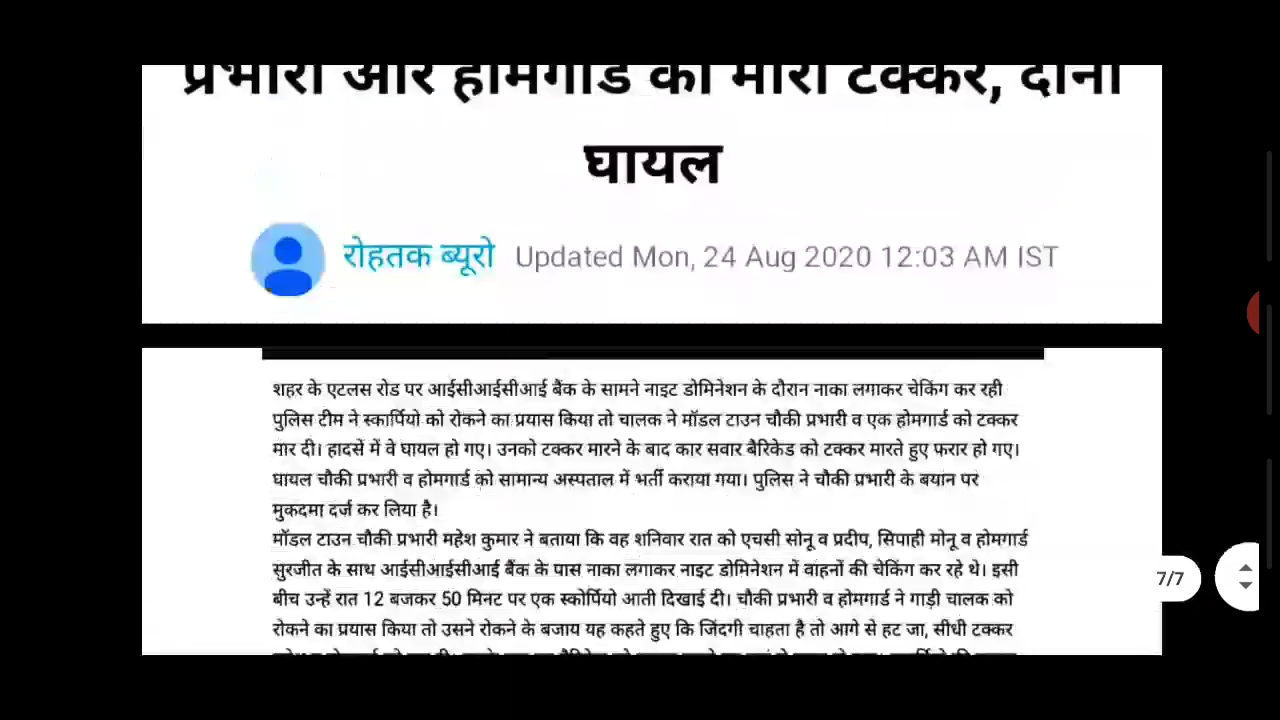 प्रभारी और होमगार्ड को मारी टक्कर, दोनों
घायल
रोहतक ब्यूरो Updated Mon, 24 Aug 2020 12:03 AM IST
शहर के एटलस रोड पर आईसीआईसीआई बैंक के सामने नाइट डोमिनेशन के दौरान नाका लगाकर चेकिंग कर रही
पुलिस टीम ने स्कार्पियो को रोकने का प्रयास किया तो चालक ने मॉडल टाउन चौकी प्रभारी व एक होमगार्ड को टक्कर
मार दी। हादसें में वे घायल हो गए। उनको टक्कर मारने के बाद कार सवार बैरिकेड को टक्कर मारते हुए फरार हो गए।
घायल चौकी प्रभारी व होमगार्ड को सामान्य अस्पताल में भर्ती कराया गया। पुलिस ने चौकी प्रभारी के बयान पर
मुकदमा दर्ज कर लिया है।
मॉडल टाउन चौकी प्रभारी महेश कुमार ने बताया कि वह शनिवार रात को एचसी सोनू व प्रदीप, सिपाही मोनू व होमगार्ड
सुरजीत के साथ आईसीआईसीआई बैंक के पास नाका लगाकर नाइट डोमिनेशन में वाहनों की चेकिंग कर रहे थे। इसी
बीच उन्हें रात 12 बजकर 50 मिनट पर एक स्कोर्पियो आती दिखाई दी। चौकी प्रभारी व होमगार्ड ने गाड़ी चालक को
रोकने का प्रयास किया तो उसने रोकने के बजाय यह कहते हुए कि जिंदगी चाहता है तो आगे से हट जा, सीधी टक्कर
7/7